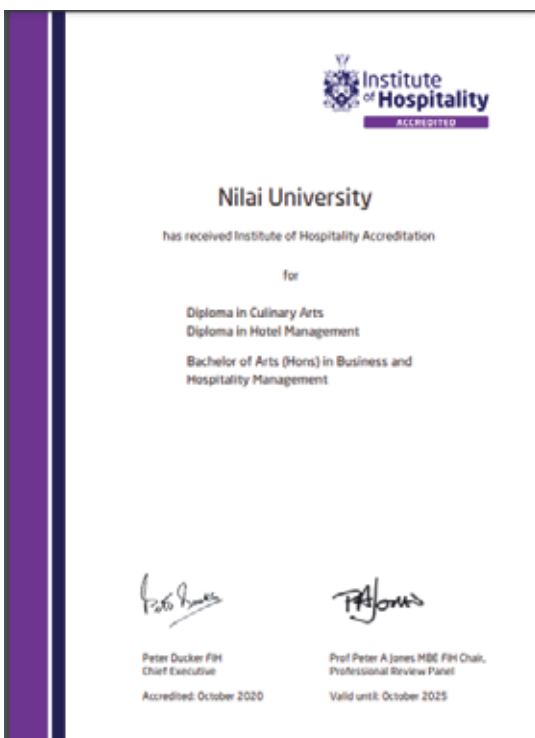 Institute
of Hospitality
ACCREDITED
Nilai University
has received Institute of Hospitality Accreditation
for
Diploma in Culinary Arts
Diploma in Hotel Management
Bachelor of Arts (Hons) in Business and
Hospitality Management
Peter Ducker FIH
Chief Executive
Accredited: October 2020
PAJones
Prof Peter A Jones MBE FIH Chair,
Professional Review Panel
Valid until: October 2025